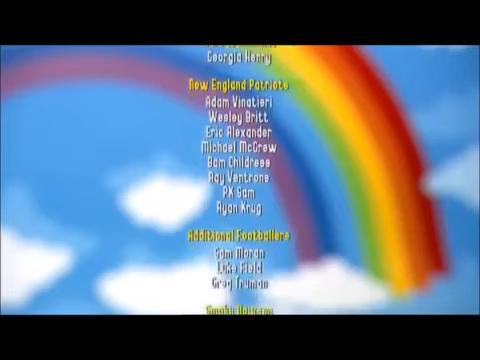 Georgia Henry
New England Patriots
Adam Vinatieri
Wesley Britt
Eric Alexander
Michael McGrew
Bam Childress
Ray Ventrone
PK Sam
Ryan Krug
Additional Footballers
Sam Moran
Luke Field
Greg Truman